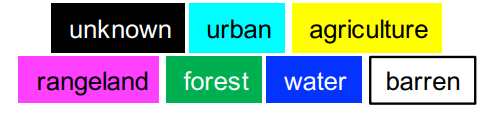 unknown urban agriculture
rangeland forest water barren